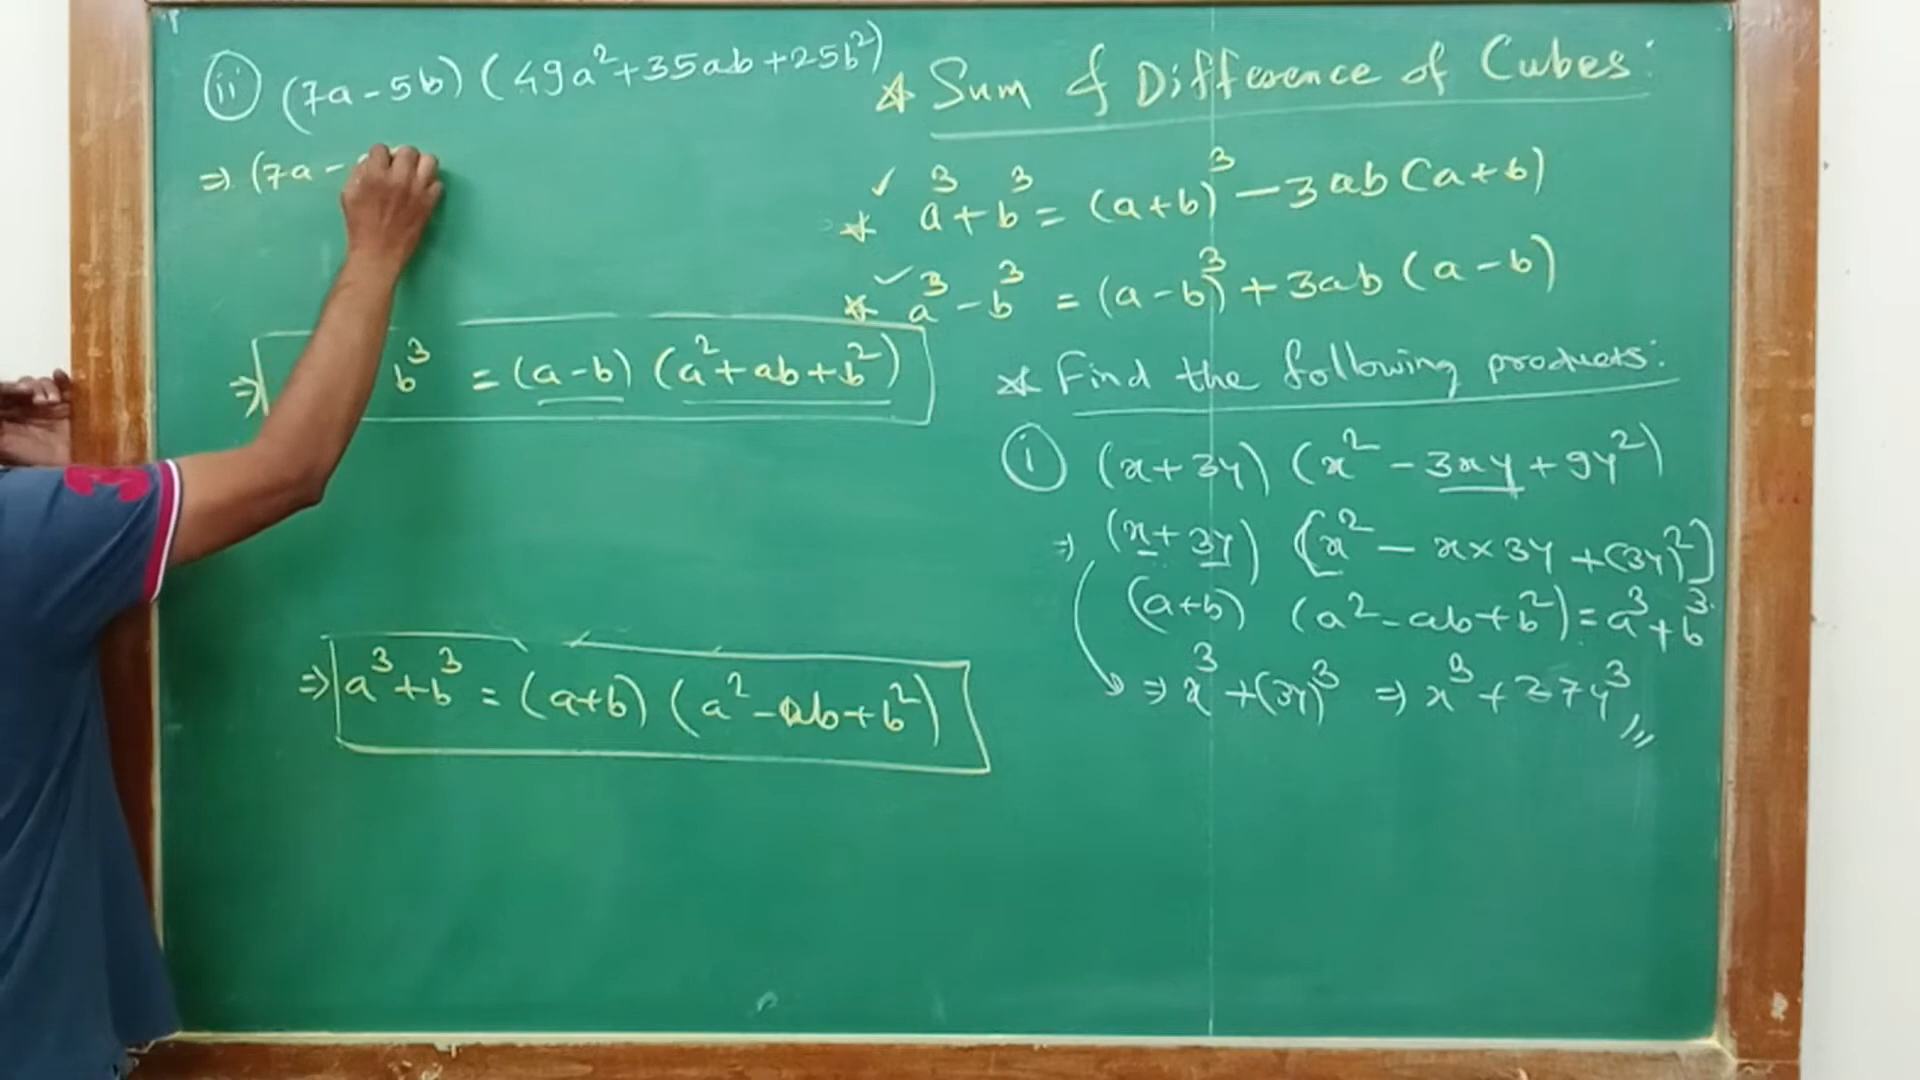 ii (7a - 5b) (49a² + 35ab + 25b²)
⇒ (7a -
⇒ b³ = (a - b) (a² + ab + b²)
⇒ a³ + b³ = (a+b) (a² - ab + b²)
☆ Sum & Difference of Cubes:
✓ ☆ a³ + b³ = (a+b)³ - 3ab (a+b)
✓ ☆ a³ - b³ = (a-b)³ + 3ab (a-b)
☆ Find the following products:
i (x + 3y) (x² - 3xy + 9y²)
⇒ (x + 3y) [x² - x × 3y + (3y)²]
(a+b) (a² - ab + b²) = a³ + b³
⇒ x³ + (3y)³ ⇒ x³ + 27y³ //